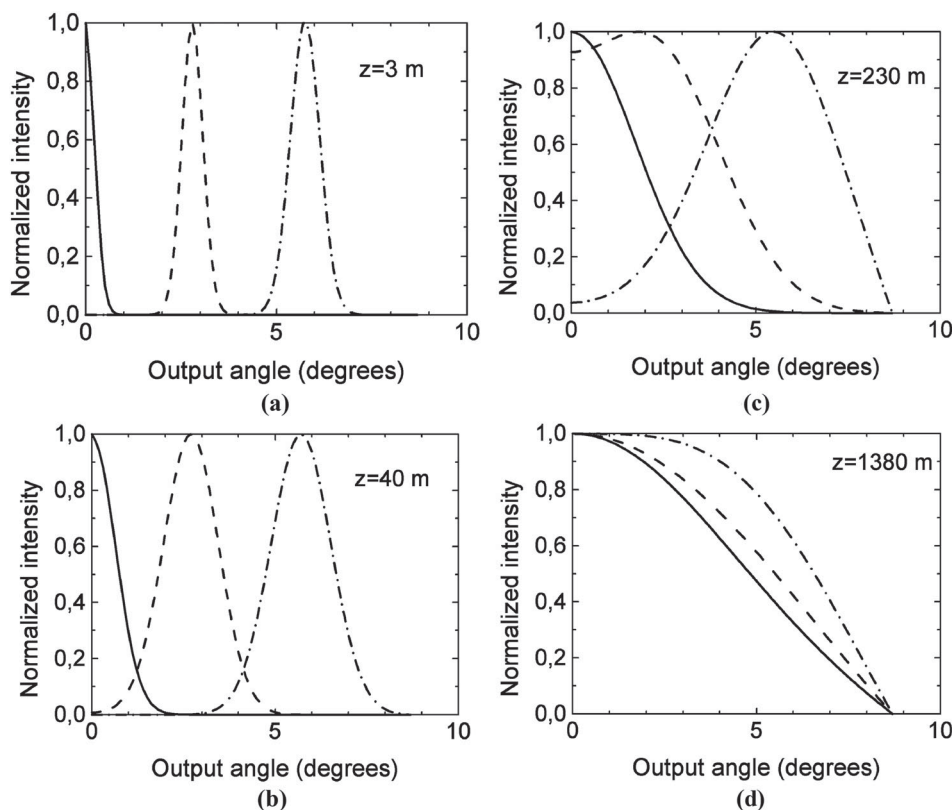 1,0
0,8
0,6
0,4
0,2
0,0
Normalized intensity
z=3 m
0 5 10
Output angle (degrees)
(a)
1,0
0,8
0,6
0,4
0,2
0,0
Normalized intensity
z=40 m
0 5 10
Output angle (degrees)
(b)
1,0
0,8
0,6
0,4
0,2
0,0
Normalized intensity
z=230 m
0 5 10
Output angle (degrees)
(c)
1,0
0,8
0,6
0,4
0,2
0,0
Normalized intensity
z=1380 m
0 5 10
Output angle (degrees)
(d)